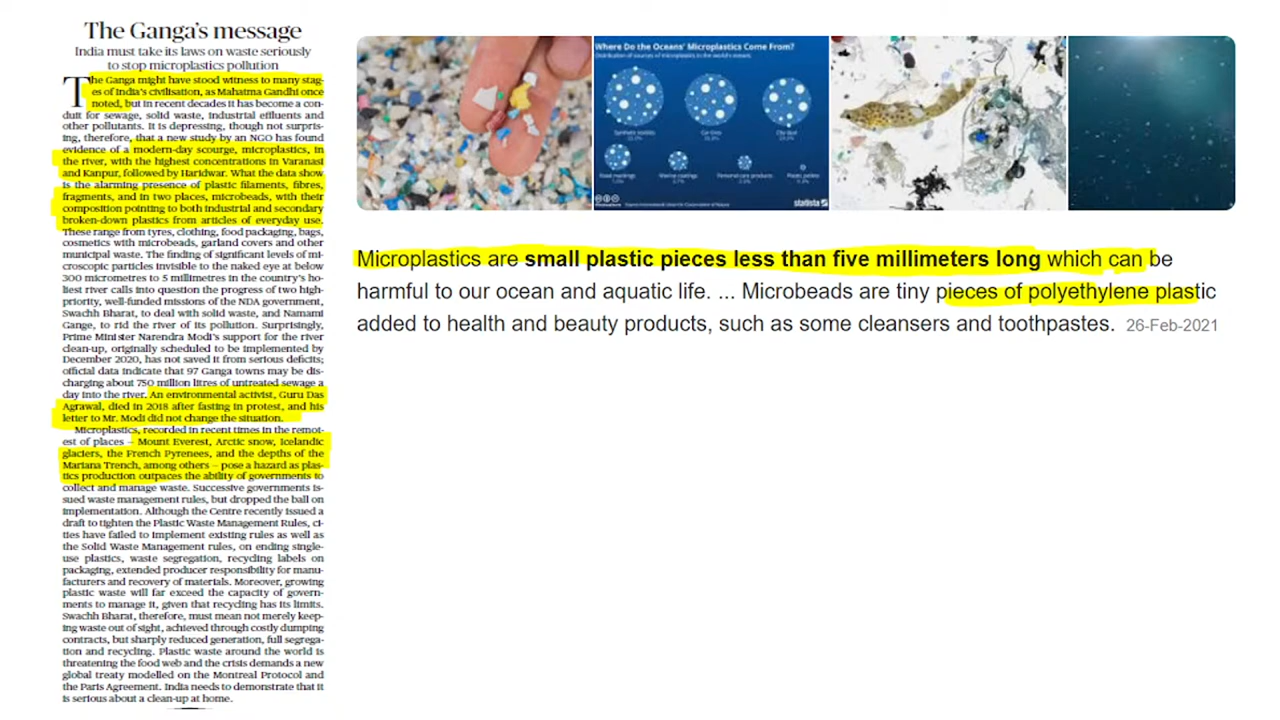 The Ganga's message
India must take its laws on waste seriously
to stop microplastics pollution
The Ganga might have stood witness to many stag-
es of India's civilisation, as Mahatma Gandhi once
noted, but in recent decades it has become a con-
duit for sewage, solid waste, industrial effluents and
other pollutants. It is depressing, though not surpris-
ing, therefore, that a new study by an NGO has found
evidence of a modern-day scourge, microplastics, in
the river, with the highest concentrations in Varanasi
and Kanpur, followed by Haridwar. What the data show
is the alarming presence of plastic filaments, fibres,
fragments, and in two places, microbeads, with their
composition pointing to both industrial and secondary
broken-down plastics from articles of everyday use.
These range from tyres, clothing, food packaging, bags,
cosmetics with microbeads, garland covers and other
municipal waste. The finding of significant levels of mi-
croscopic particles invisible to the naked eye at below
300 micrometres to 5 millimetres in the country's ho-
liest river calls into question the progress of two high-
priority, well-funded missions of the NDA government,
Swachh Bharat, to deal with solid waste, and Namami
Gange, to rid the river of its pollution. Surprisingly,
Prime Minister Narendra Modi's support for the river
clean-up, originally scheduled to be implemented by
December 2020, has not saved it from serious deficits;
official data indicate that 97 Ganga towns may be dis-
charging about 750 million litres of untreated sewage a
day into the river. An environmental activist, Guru Das
Agrawal, died in 2018 after fasting in protest, and his
letter to Mr. Modi did not change the situation.
Microplastics, recorded in recent times in the remot-
est of places – Mount Everest, Arctic snow, Icelandic
glaciers, the French Pyrenees, and the depths of the
Mariana Trench, among others – pose a hazard as plas-
tics production outpaces the ability of governments to
collect and manage waste. Successive governments is-
sued waste management rules, but dropped the ball on
implementation. Although the Centre recently issued a
draft to tighten the Plastic Waste Management Rules, ci-
ties have failed to implement existing rules as well as
the Solid Waste Management rules, on ending single-
use plastics, waste segregation, recycling labels on
packaging, extended producer responsibility for manu-
facturers and recovery of materials. Moreover, growing
plastic waste will far exceed the capacity of govern-
ments to manage it, given that recycling has its limits.
Swachh Bharat, therefore, must mean not merely keep-
ing waste out of sight, achieved through costly dumping
contracts, but sharply reduced generation, full segrega-
tion and recycling. Plastic waste around the world is
threatening the food web and the crisis demands a new
global treaty modelled on the Montreal Protocol and
the Paris Agreement. India needs to demonstrate that it
is serious about a clean-up at home.
Where Do the Oceans' Microplastics Come From?
Distribution of sources of microplastics in the world's oceans
Synthetic textiles
Car tires
City dust
Road markings
Marine coatings
Personal care products
Plastic pellets
statista
Microplastics are small plastic pieces less than five millimeters long which can be
harmful to our ocean and aquatic life. ... Microbeads are tiny pieces of polyethylene plastic
added to health and beauty products, such as some cleansers and toothpastes. 26-Feb-2021